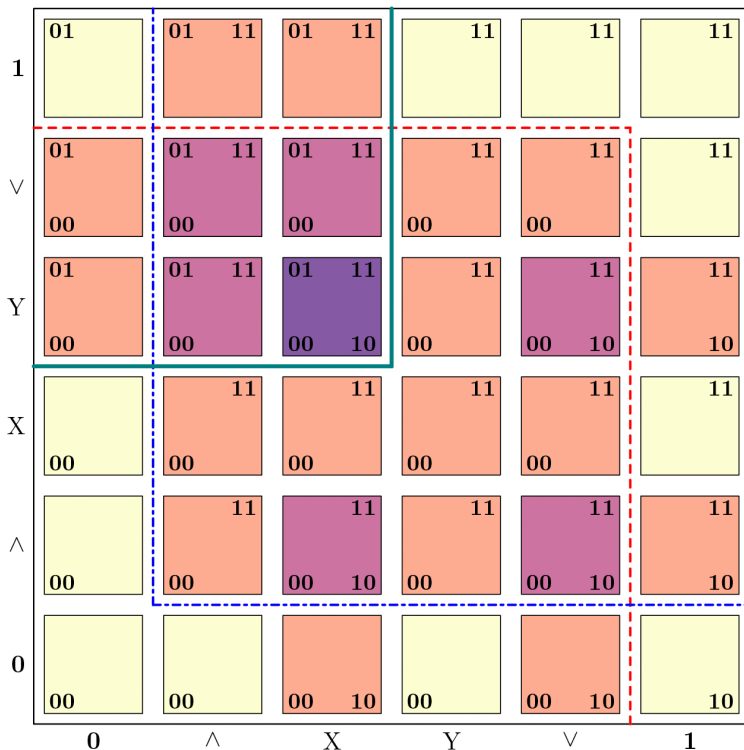 1 01 01 11 01 11 11 11 11
∨ 01 01 11 01 11 11 11 11
00 00 00 00 00
Y 01 01 11 01 11 11 11 11
00 00 00 10 00 00 10 10
X 11 11 11 11 11
00 00 00 00 00
∧ 11 11 11 11 11
00 00 00 10 00 00 10 10
0
00 00 00 10 00 00 10 10
0 ∧ X Y ∨ 1